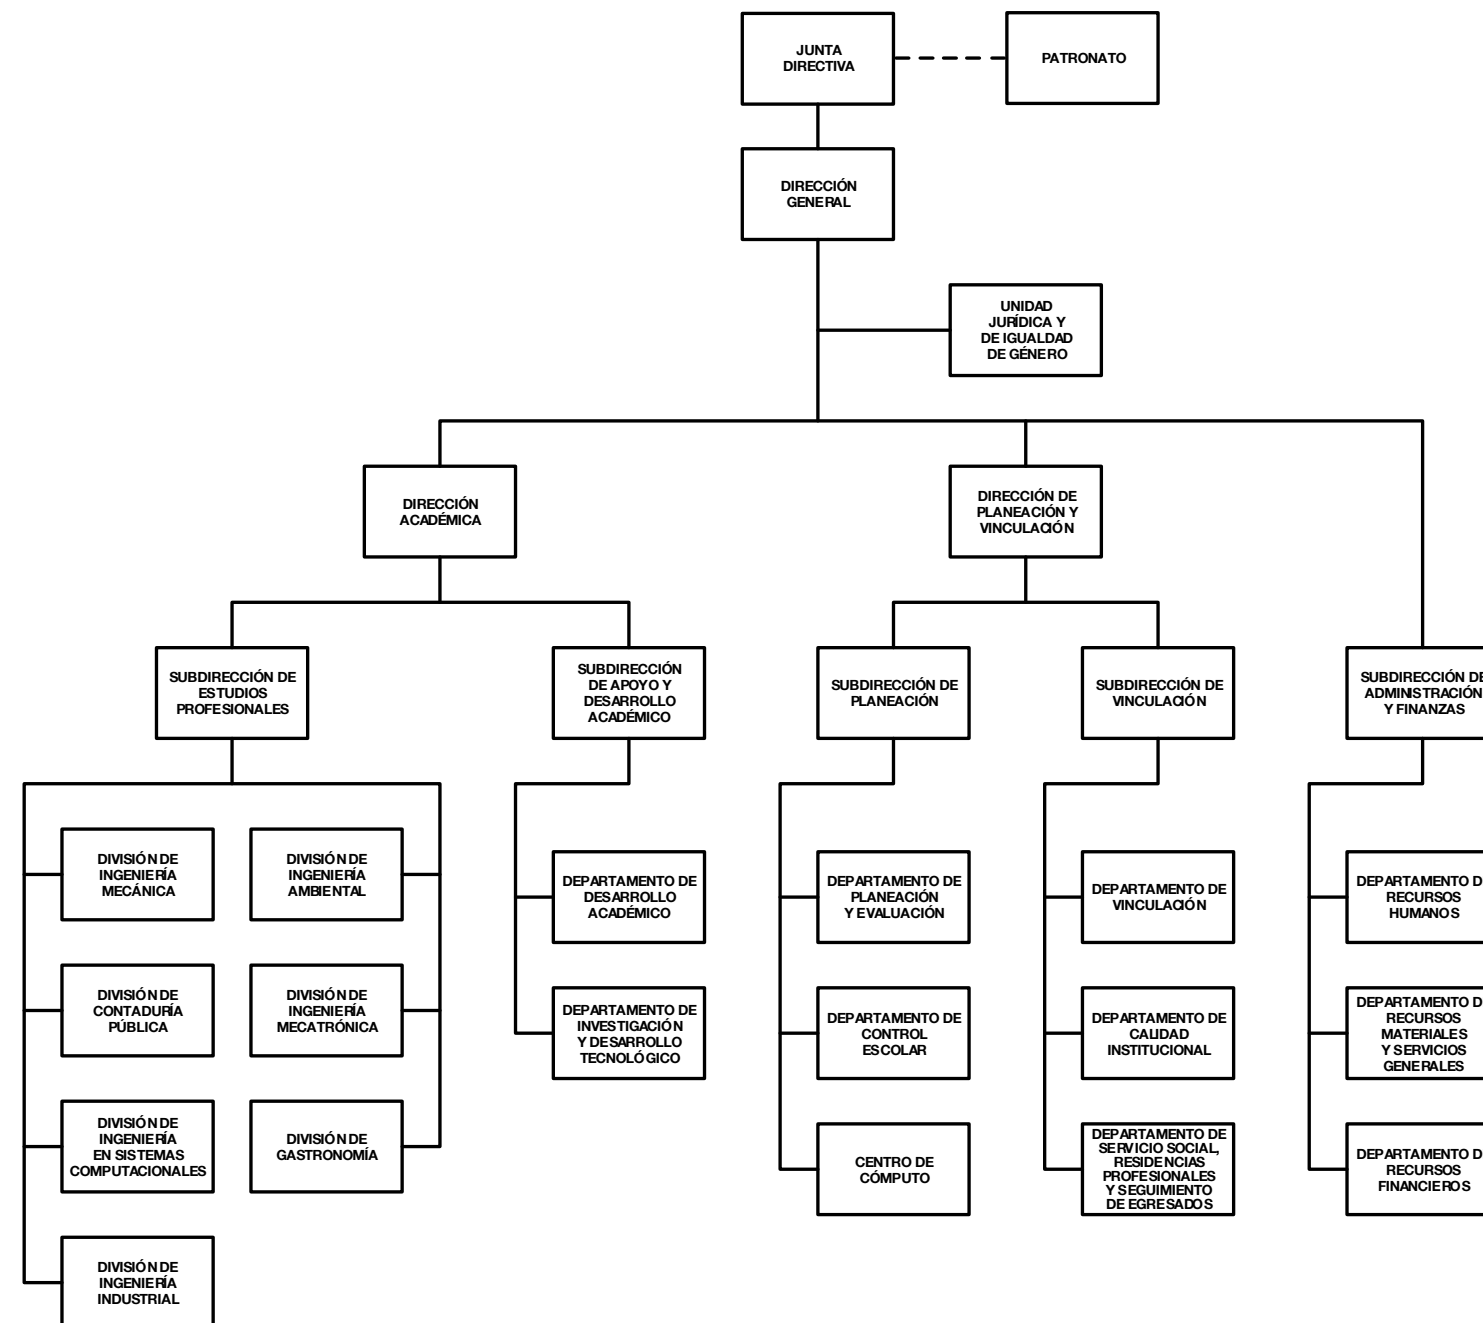 JUNTA
DIRECTIVA
PATRONATO
DIRECCIÓN
GENERAL
UNIDAD
JURÍDICA Y
DE IGUALDAD
DE GÉNERO
DIRECCIÓN
ACADÉMICA
DIRECCIÓN DE
PLANEACIÓN Y
VINCULACIÓN
SUBDIRECCIÓN DE
ESTUDIOS
PROFESIONALES
SUBDIRECCIÓN
DE APOYO Y
DESARROLLO
ACADÉMICO
SUBDIRECCIÓN DE
PLANEACIÓN
SUBDIRECCIÓN DE
VINCULACIÓN
SUBDIRECCIÓN DE
ADMINISTRACIÓN
Y FINANZAS
DIVISIÓN DE
INGENIERÍA
MECÁNICA
DIVISIÓN DE
INGENIERÍA
AMBIENTAL
DEPARTAMENTO DE
DESARROLLO
ACADÉMICO
DEPARTAMENTO DE
PLANEACIÓN
Y EVALUACIÓN
DEPARTAMENTO DE
VINCULACIÓN
DEPARTAMENTO D
RECURSOS
HUMANOS
DIVISIÓN DE
CONTADURÍA
PÚBLICA
DIVISIÓN DE
INGENIERÍA
MECATRÓNICA
DEPARTAMENTO DE
INVESTIGACIÓN
Y DESARROLLO
TECNOLÓGICO
DEPARTAMENTO DE
CONTROL
ESCOLAR
DEPARTAMENTO DE
CALIDAD
INSTITUCIONAL
DEPARTAMENTO D
RECURSOS
MATERIALES
Y SERVICIOS
GENERALES
DIVISIÓN DE
INGENIERÍA
EN SISTEMAS
COMPUTACIONALES
DIVISIÓN DE
GASTRONOMÍA
CENTRO DE
CÓMPUTO
DEPARTAMENTO DE
SERVICIO SOCIAL,
RESIDENCIAS
PROFESIONALES
Y SEGUIMIENTO
DE EGRESADOS
DEPARTAMENTO D
RECURSOS
FINANCIEROS
DIVISIÓN DE
INGENIERÍA
INDUSTRIAL